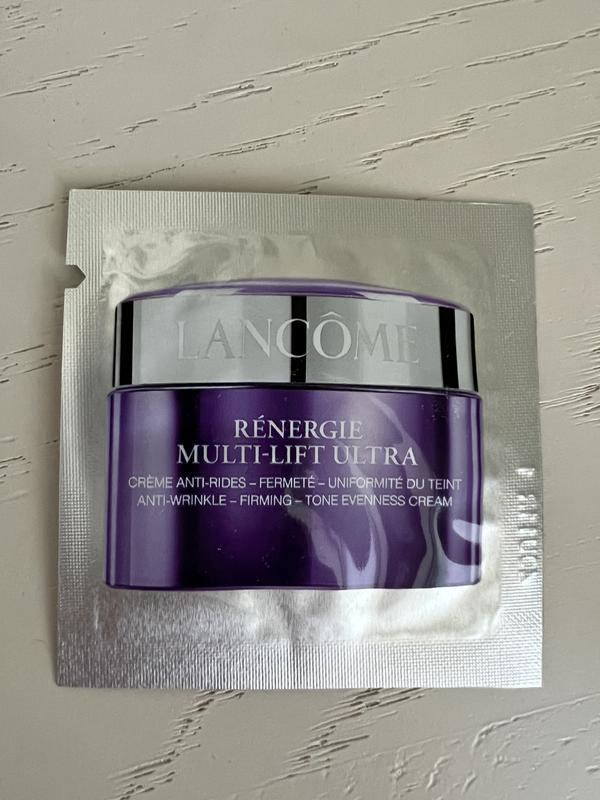 LANCÔME
RÉNERGIE
MULTI-LIFT ULTRA
CRÈME ANTI-RIDES – FERMETÉ – UNIFORMITÉ DU TEINT
ANTI-WRINKLE – FIRMING – TONE EVENNESS CREAM